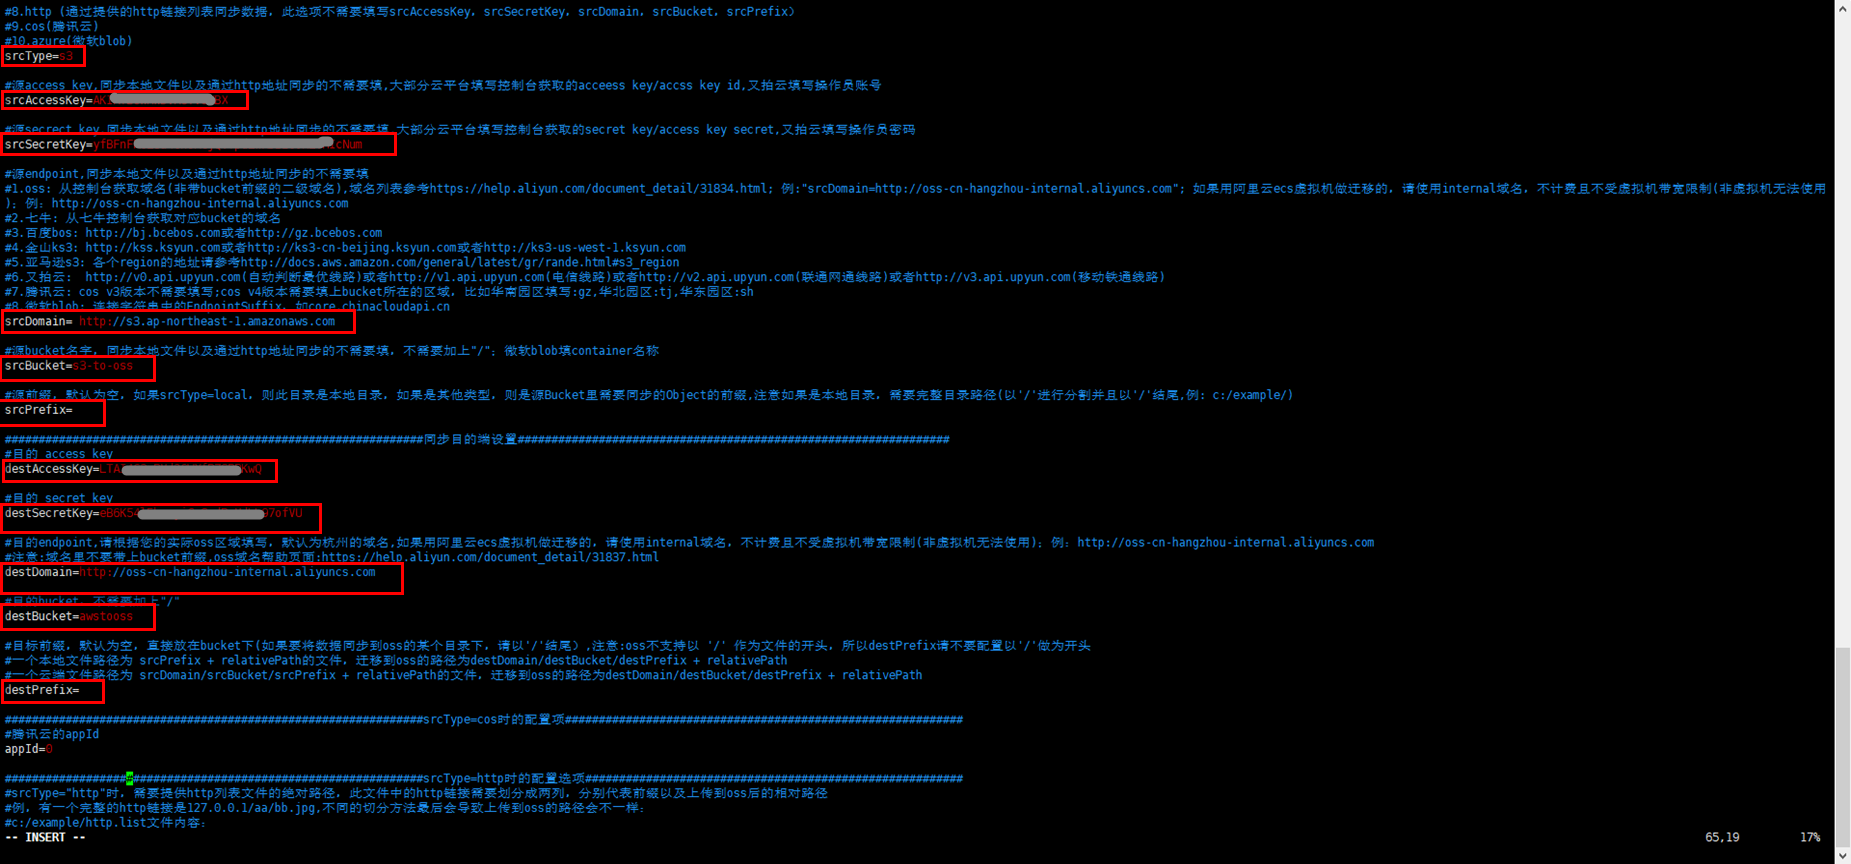 #8.http (通过提供的http链接列表同步数据，此选项不需要填写srcAccessKey，srcSecretKey，srcDomain，srcBucket，srcPrefix）
#9.cos(腾讯云)
#10.azure(微软blob)
srcType=s3
#源access key,同步本地文件以及通过http地址同步的不需要填,大部分云平台填写控制台获取的acceess key/accss key id,又拍云填写操作员账号
srcAccessKey=AK BX
#源secrect key,同步本地文件以及通过http地址同步的不需要填,大部分云平台填写控制台获取的secret key/access key secret,又拍云填写操作员密码
srcSecretKey=yfBFnF cNum
#源endpoint,同步本地文件以及通过http地址同步的不需要填
#1.oss: 从控制台获取域名(非带bucket前缀的二级域名),域名列表参考https://help.aliyun.com/document_detail/31834.html; 例:"srcDomain=http://oss-cn-hangzhou-internal.aliyuncs.com"; 如果用阿里云ecs虚拟机做迁移的，请使用internal域名，不计费且不受虚拟机带宽限制(非虚拟机无法使用
); 例: http://oss-cn-hangzhou-internal.aliyuncs.com
#2.七牛: 从七牛控制台获取对应bucket的域名
#3.百度bos: http://bj.bcebos.com或者http://gz.bcebos.com
#4.金山ks3: http://kss.ksyun.com或者http://ks3-cn-beijing.ksyun.com或者http://ks3-us-west-1.ksyun.com
#5.亚马逊s3: 各个region的地址请参考http://docs.aws.amazon.com/general/latest/gr/rande.html#s3_region
#6.又拍云:  http://v0.api.upyun.com(自动判断最优线路)或者http://v1.api.upyun.com(电信线路)或者http://v2.api.upyun.com(联通网通线路)或者http://v3.api.upyun.com(移动铁通线路)
#7.腾讯云: cos v3版本不需要填写;cos v4版本需要填上bucket所在的区域，比如华南园区填写:gz,华北园区:tj,华东园区:sh
#8.微软blob: 连接字符串中的EndpointSuffix，如core.chinacloudapi.cn
srcDomain= http://s3.ap-northeast-1.amazonaws.com
#源bucket名字，同步本地文件以及通过http地址同步的不需要填，不需要加上"/"; 微软blob填container名称
srcBucket=s3-to-oss
#源前缀，默认为空，如果srcType=local，则此目录是本地目录，如果是其他类型，则是源Bucket里需要同步的Object的前缀,注意如果是本地目录，需要完整目录路径(以'/'进行分割并且以'/'结尾,例: c:/example/)
srcPrefix=
##############################################################同步目的端设置################################################################
#目的 access key
destAccessKey=LTA KwQ
#目的 secret key
destSecretKey=eB6K5 7ofVU
#目的endpoint,请根据您的实际oss区域填写，默认为杭州的域名,如果用阿里云ecs虚拟机做迁移的，请使用internal域名，不计费且不受虚拟机带宽限制(非虚拟机无法使用); 例: http://oss-cn-hangzhou-internal.aliyuncs.com
#注意:域名里不要带上bucket前缀,oss域名帮助页面:https://help.aliyun.com/document_detail/31837.html
destDomain=http://oss-cn-hangzhou-internal.aliyuncs.com
#目的bucket，不需要加上"/"
destBucket=awstooss
#目标前缀，默认为空，直接放在bucket下(如果要将数据同步到oss的某个目录下，请以'/'结尾）,注意:oss不支持以 '/' 作为文件的开头，所以destPrefix请不要配置以'/'做为开头
#一个本地文件路径为 srcPrefix + relativePath的文件，迁移到oss的路径为destDomain/destBucket/destPrefix + relativePath
#一个云端文件路径为 srcDomain/srcBucket/srcPrefix + relativePath的文件，迁移到oss的路径为destDomain/destBucket/destPrefix + relativePath
destPrefix=
##############################################################srcType=cos时的配置项###########################################################
#腾讯云的appId
appId=0
##############################################################srcType=http时的配置选项########################################################
#srcType="http"时，需要提供http列表文件的绝对路径，此文件中的http链接需要划分成两列，分别代表前缀以及上传到oss后的相对路径
#例，有一个完整的http链接是127.0.0.1/aa/bb.jpg,不同的切分方法最后会导致上传到oss的路径会不一样:
#c:/example/http.list文件内容:
-- INSERT -- 65,19 17%